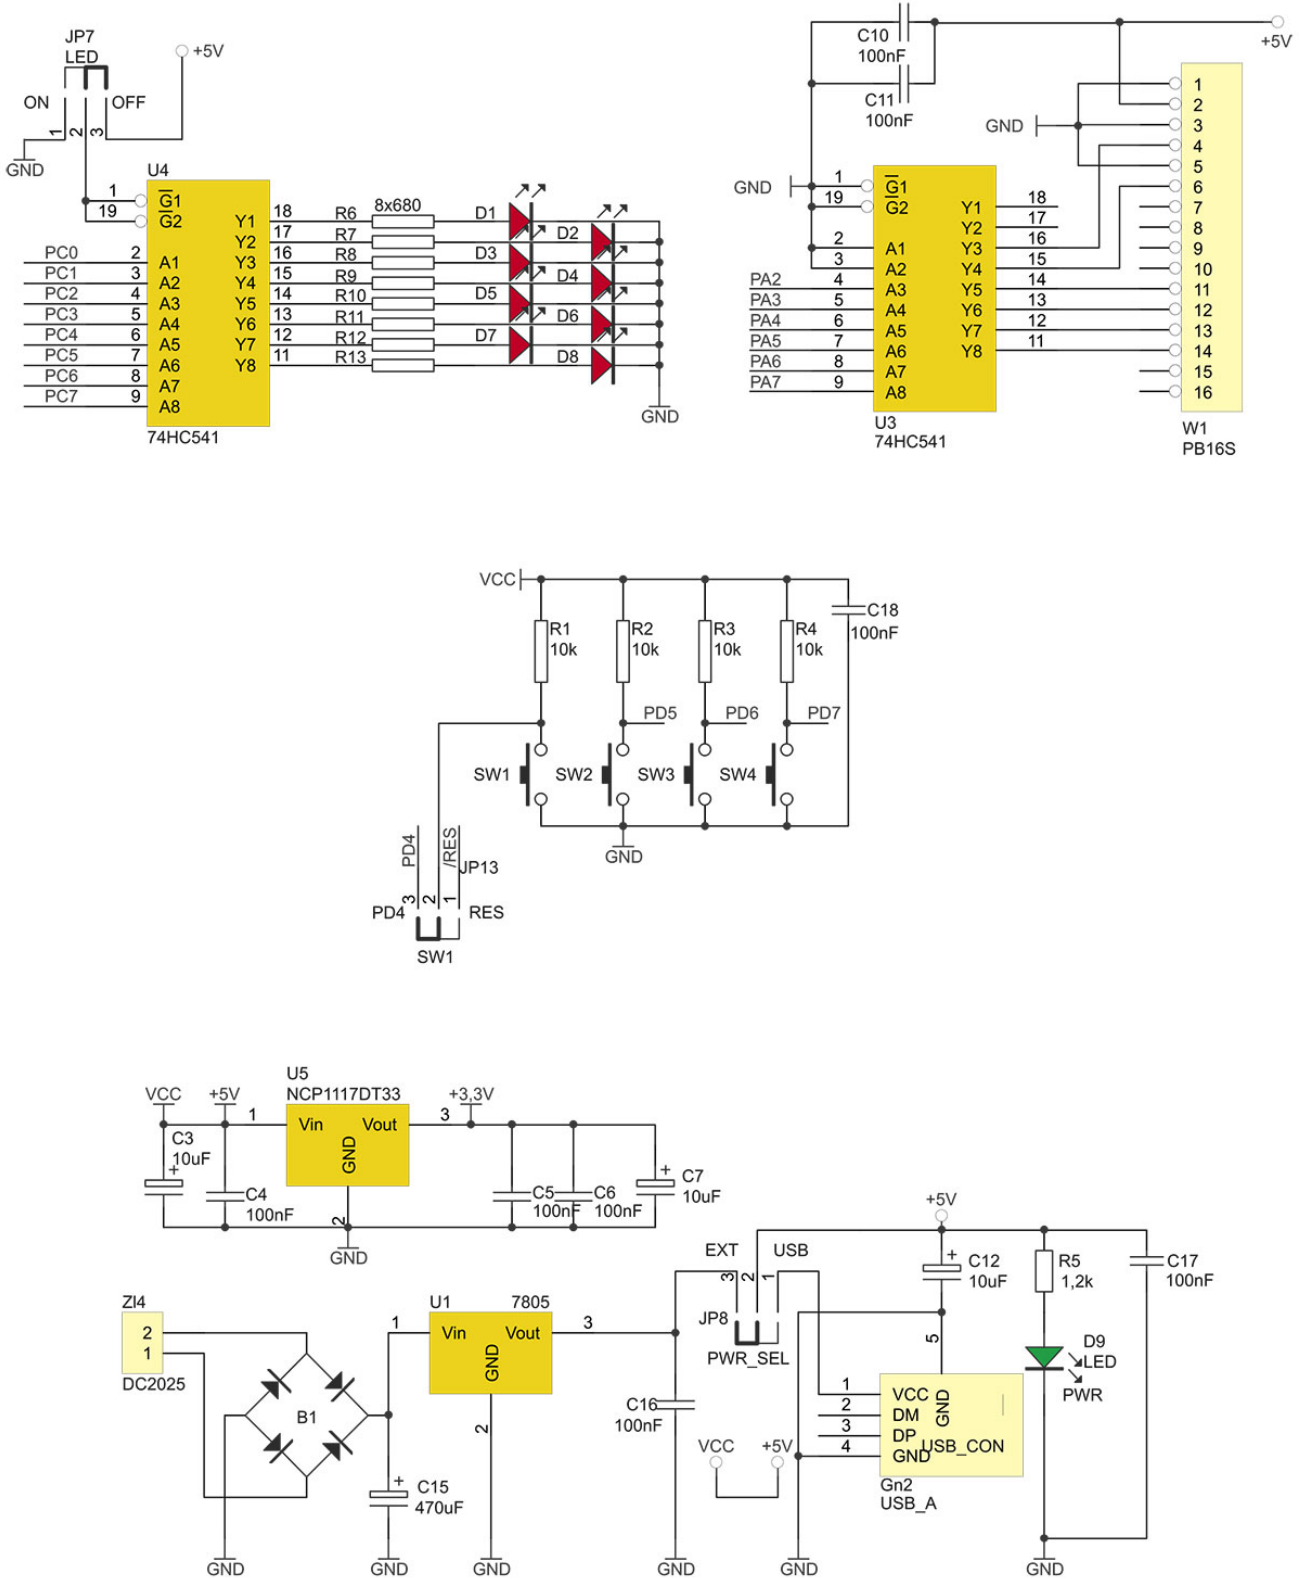 JP7
LED
+5V
ON
OFF
1
2
3
GND
U4
1
G1
19
G2
PC0 2 A1
PC1 3 A2
PC2 4 A3
PC3 5 A4
PC4 6 A5
PC5 7 A6
PC6 8 A7
PC7 9 A8
74HC541
8x680
Y1 18 R6 D1
Y2 17 R7 D2
Y3 16 R8 D3
Y4 15 R9 D4
Y5 14 R10 D5
Y6 13 R11 D6
Y7 12 R12 D7
Y8 11 R13 D8
GND
C10
100nF
C11
100nF
+5V
GND
GND
1 G1
19 G2
2 A1
3 A2
PA2 4 A3
PA3 5 A4
PA4 6 A5
PA5 7 A6
PA6 8 A7
PA7 9 A8
Y1 18
Y2 17
Y3 16
Y4 15
Y5 14
Y6 13
Y7 12
Y8 11
U3
74HC541
1
2
3
4
5
6
7
8
9
10
11
12
13
14
15
16
W1
PB16S
VCC
R1
10k
R2
10k
R3
10k
R4
10k
C18
100nF
PD5
PD6
PD7
SW1
SW2
SW3
SW4
GND
PD4
/RES
JP13
3
2
1
PD4
RES
SW1
U5
NCP1117DT33
VCC
+5V
1
Vin
Vout
GND
3
+3,3V
2
C3
10uF
+
C4
100nF
C5
100nF
C6
100nF
+
C7
10uF
GND
ZI4
2
1
DC2025
B1
U1
7805
1
Vin
Vout
GND
3
2
+
C15
470uF
C16
100nF
EXT
USB
3
2
1
JP8
PWR_SEL
+5V
+
C12
10uF
R5
1,2k
C17
100nF
5
D9
LED
PWR
1 VCC
2 DM
3 DP
4 GND
GND
USB_CON
Gn2
USB_A
VCC
+5V
GND
GND
GND
GND
GND
GND